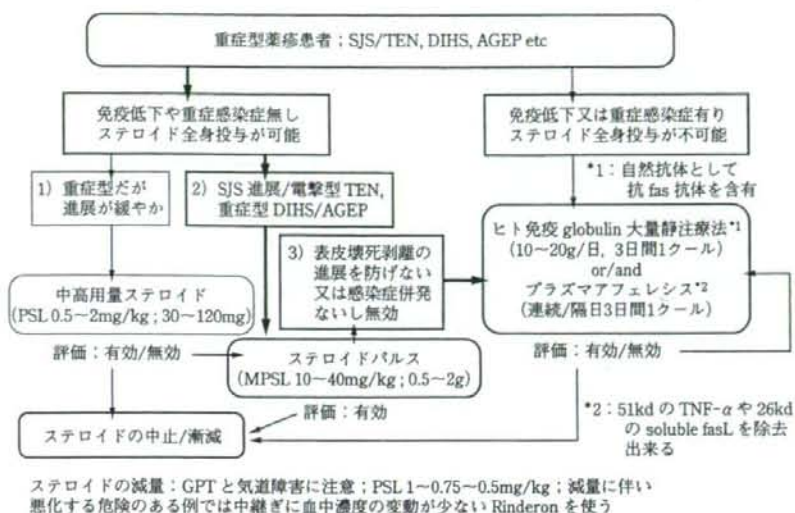 重症型薬疹患者；SJS/TEN, DIHS, AGEP etc
免疫低下や重症感染症無し
ステロイド全身投与が可能
免疫低下又は重症感染症有り
ステロイド全身投与が不可能
1) 重症型だが
進展が緩やか
2) SJS 進展/電撃型 TEN,
重症型 DIHS/AGEP
*1：自然抗体として
抗 fas 抗体を含有
3) 表皮壊死剥離の
進展を防げない
又は感染症併発
ないし無効
ヒト免疫 globulin 大量静注療法*1
(10～20g/日, 3日間1クール)
or/and
プラズマアフェレシス*2
(連続/隔日3日間1クール)
中高用量ステロイド
(PSL 0.5～2mg/kg；30～120mg)
評価：有効/無効
ステロイドパルス
(MPSL 10～40mg/kg；0.5～2g)
評価：有効/無効
評価：有効
ステロイドの中止/漸減
*2：51kd の TNF-α や 26kd
の soluble fasL を除去
出来る
ステロイドの減量：GPT と気道障害に注意；PSL 1～0.75～0.5mg/kg；減量に伴い
悪化する危険のある例では中継ぎに血中濃度の変動が少ない Rinderon を使う